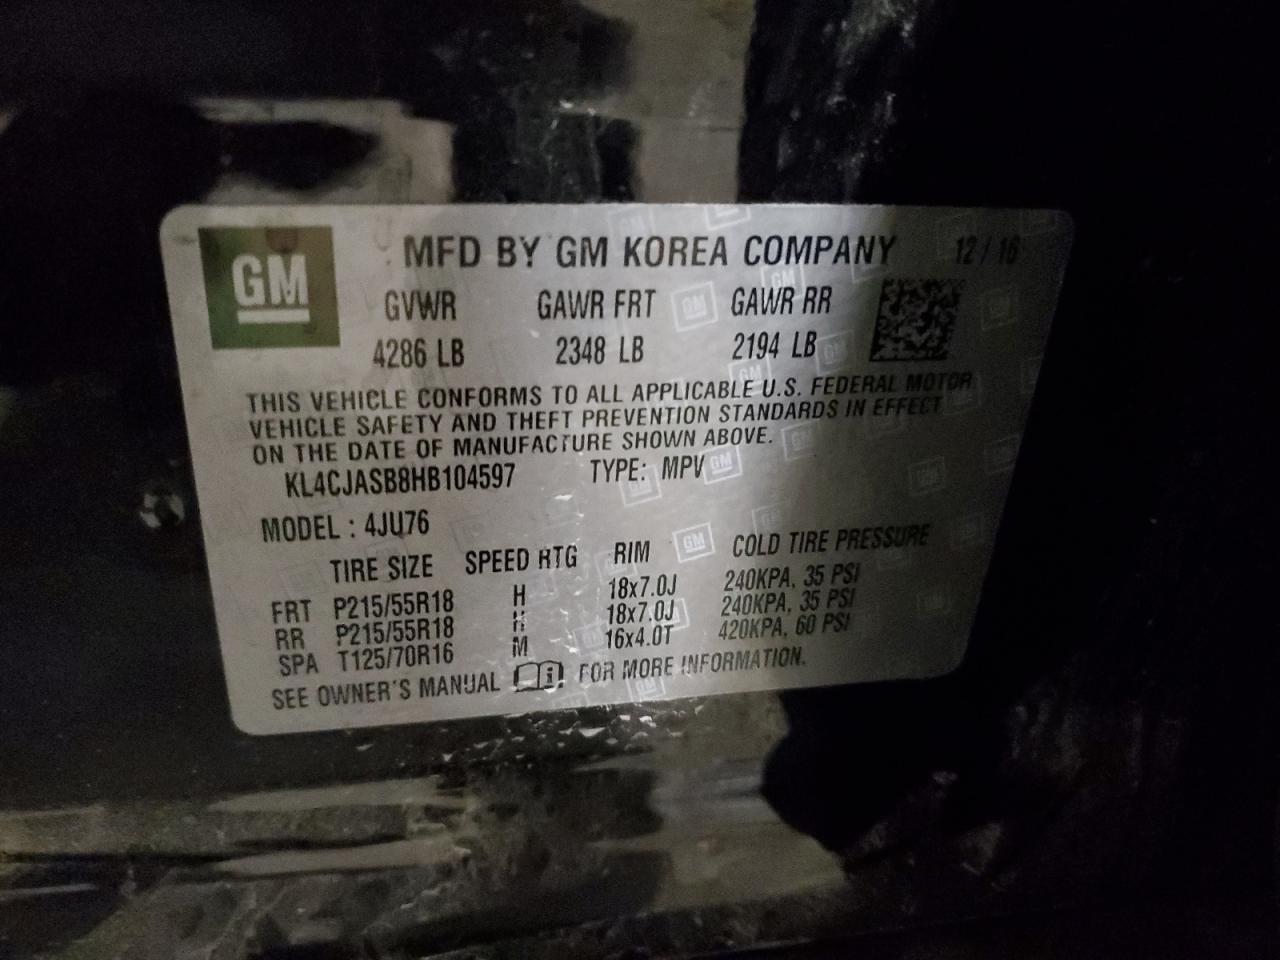 GM
MFD BY GM KOREA COMPANY 12/16
GVWR GAWR FRT GAWR RR
4286 LB 2348 LB 2194 LB
THIS VEHICLE CONFORMS TO ALL APPLICABLE U.S. FEDERAL MOTOR
VEHICLE SAFETY AND THEFT PREVENTION STANDARDS IN EFFECT
ON THE DATE OF MANUFACTURE SHOWN ABOVE.
KL4CJASB8HB104597 TYPE: MPV
MODEL : 4JU76
TIRE SIZE SPEED RTG RIM COLD TIRE PRESSURE
FRT P215/55R18 H 18x7.0J 240KPA, 35 PSI
RR P215/55R18 H 18x7.0J 240KPA, 35 PSI
SPA T125/70R16 M 16x4.0T 420KPA, 60 PSI
SEE OWNER'S MANUAL i FOR MORE INFORMATION.